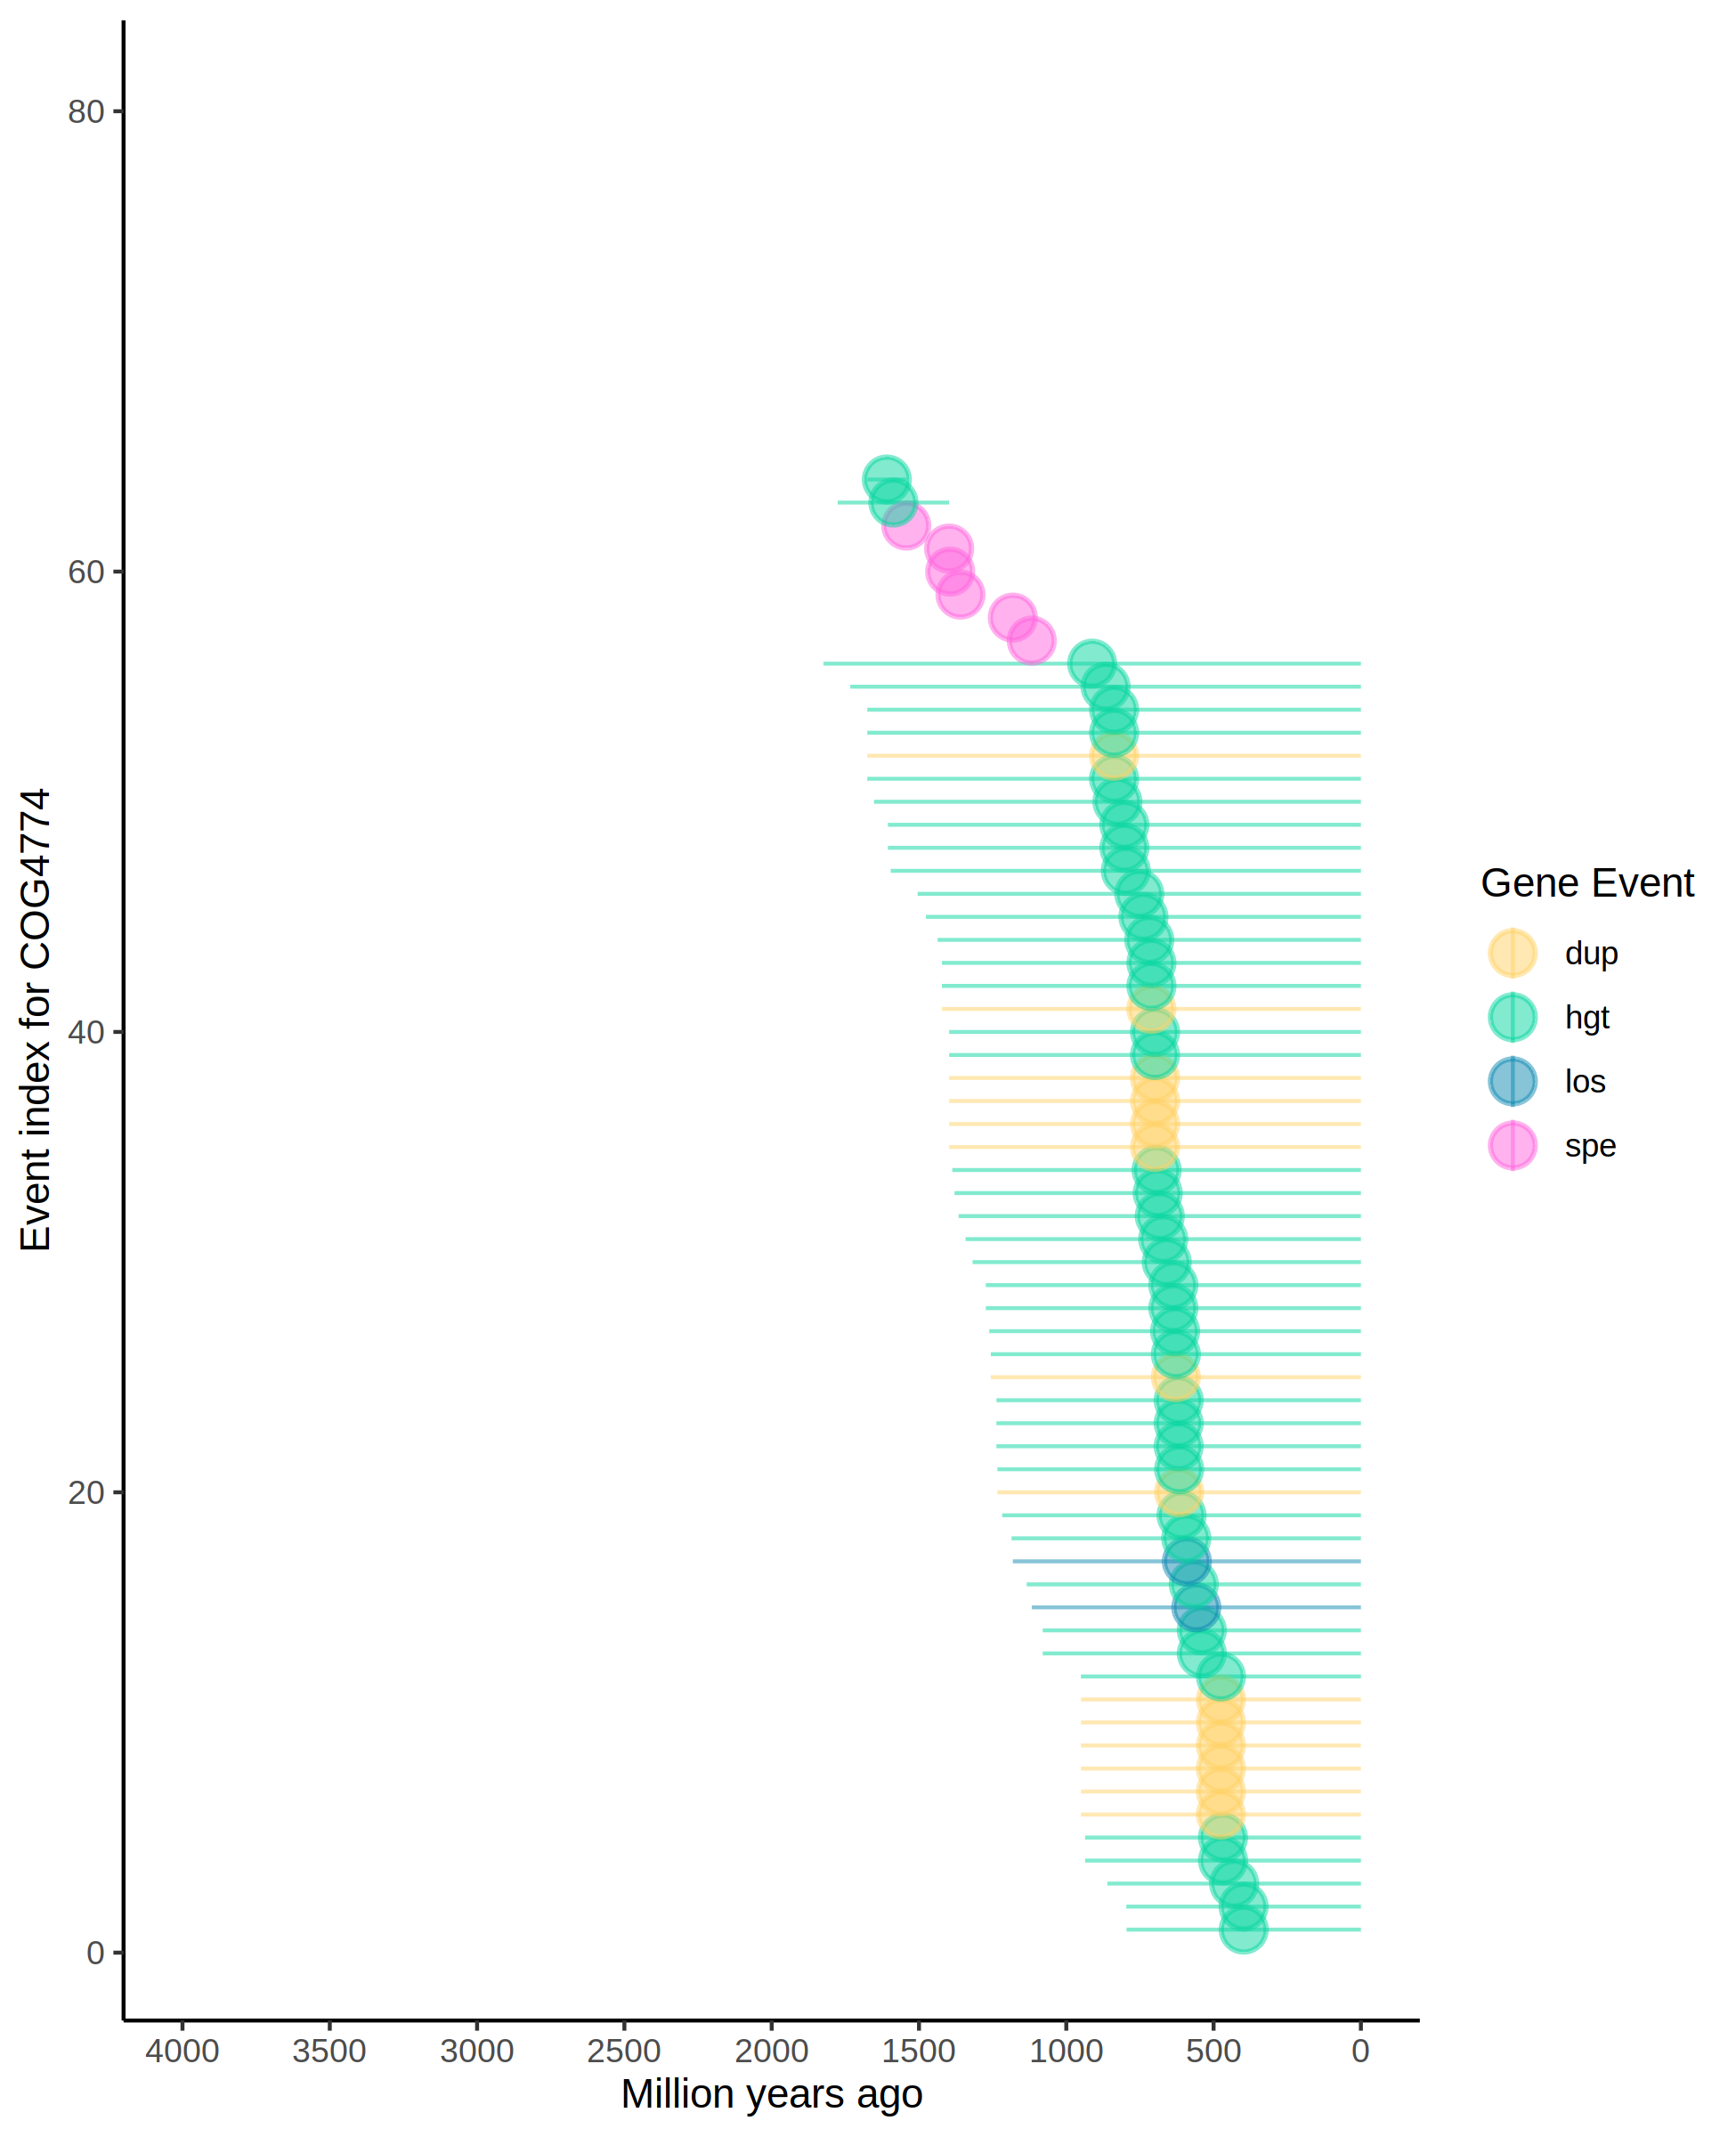 Event index for COG4774
80
60
40
20
0
4000 3500 3000 2500 2000 1500 1000 500 0
Million years ago
Gene Event
dup
hgt
los
spe